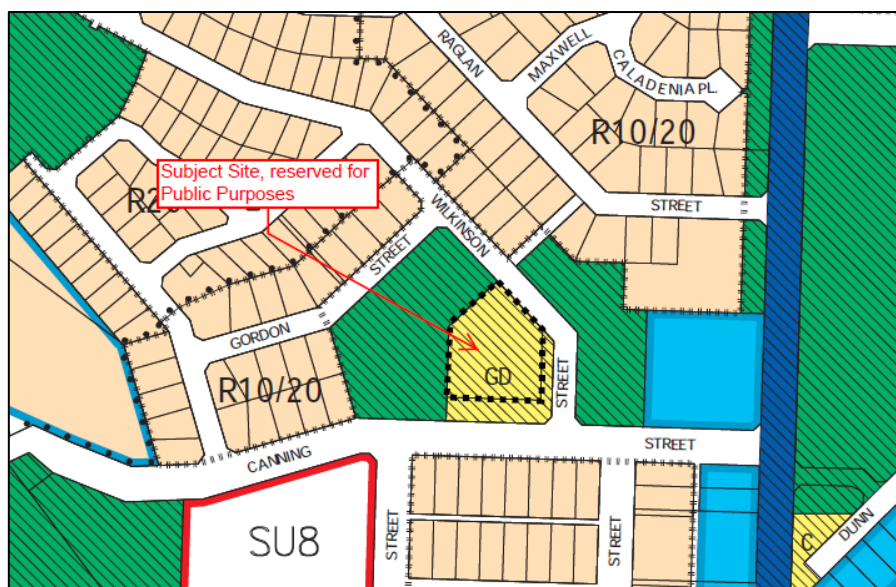 RAGLAN
MAXWELL
CALADENIA PL.
R10/20
Subject Site, reserved for
Public Purposes
WILKINSON
STREET
STREET
GORDON
GD
STREET
R10/20
CANNING
STREET
SU8
STREET
STREET
C
DUNN